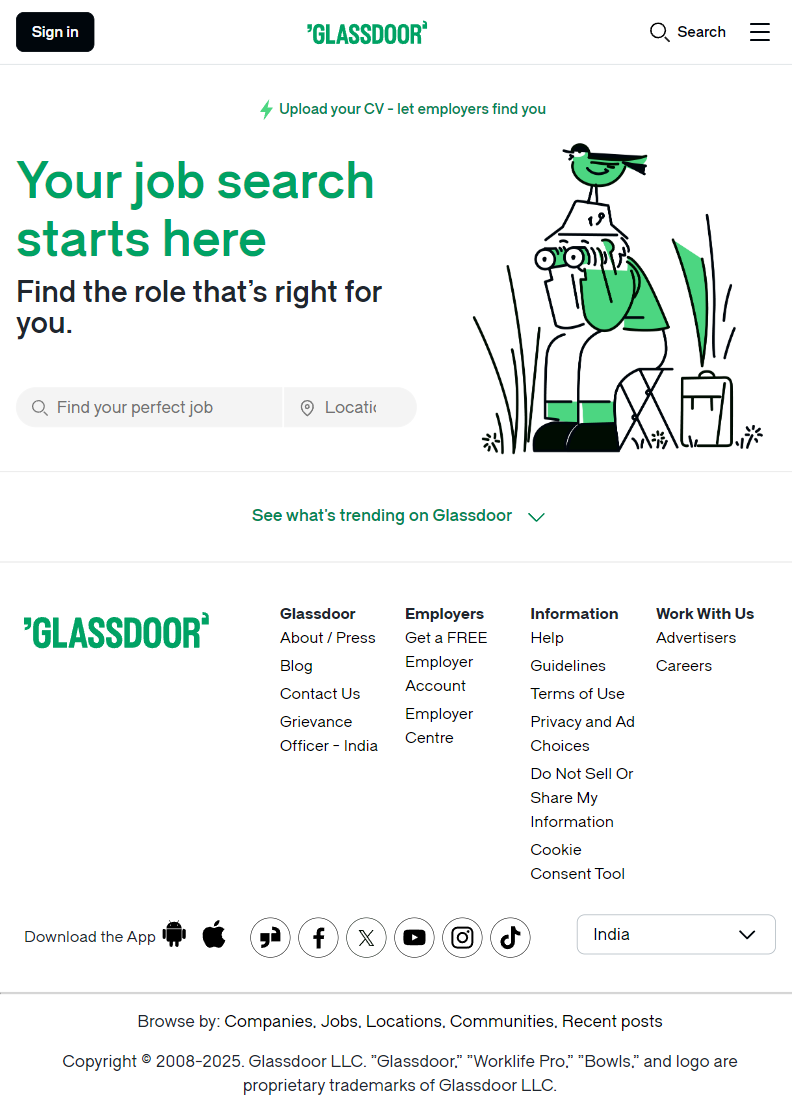 Sign in
GLASSDOOR
Search
Upload your CV - let employers find you
Your job search
starts here
Find the role that’s right for
you.
Find your perfect job
Locatic
See what’s trending on Glassdoor
GLASSDOOR
Glassdoor
About / Press
Blog
Contact Us
Grievance
Officer - India
Employers
Get a FREE
Employer
Account
Employer
Centre
Information
Help
Guidelines
Terms of Use
Privacy and Ad
Choices
Do Not Sell Or
Share My
Information
Cookie
Consent Tool
Work With Us
Advertisers
Careers
Download the App
India
Browse by: Companies, Jobs, Locations, Communities, Recent posts
Copyright © 2008-2025. Glassdoor LLC. "Glassdoor," "Worklife Pro," "Bowls," and logo are
proprietary trademarks of Glassdoor LLC.